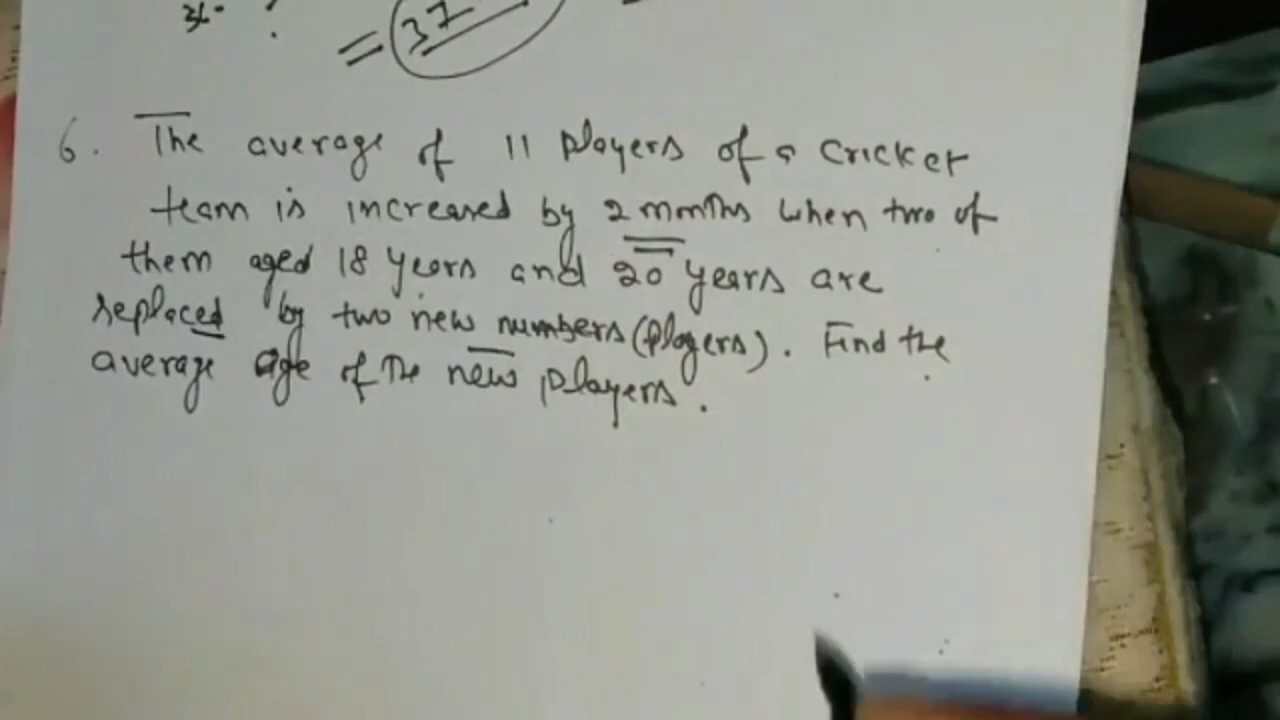 = 37
6. The average of 11 players of a cricket
team is increased by 2 months when two of
them aged 18 years and 20 years are
replaced by two new numbers (players). Find the
average age of the new players.